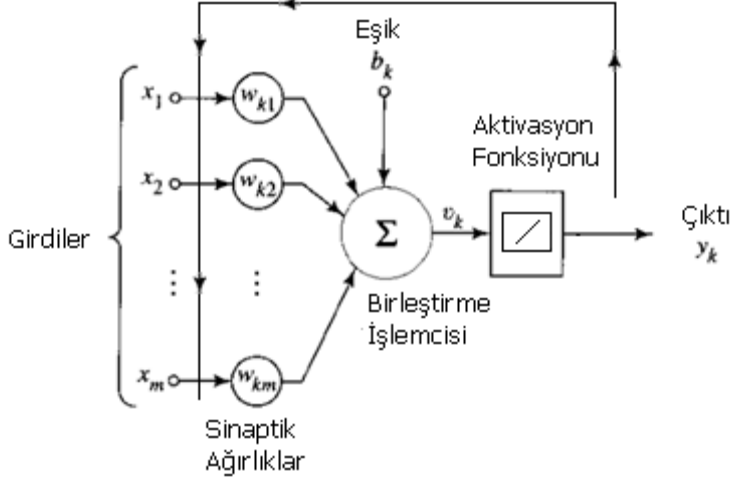 Eşik
b_k
x_1
w_k1
Aktivasyon
Fonksiyonu
x_2
w_k2
Girdiler
Σ
v_k
Çıktı
y_k
⋮
⋮
Birleştirme
İşlemcisi
x_m
w_km
Sinaptik
Ağırlıklar